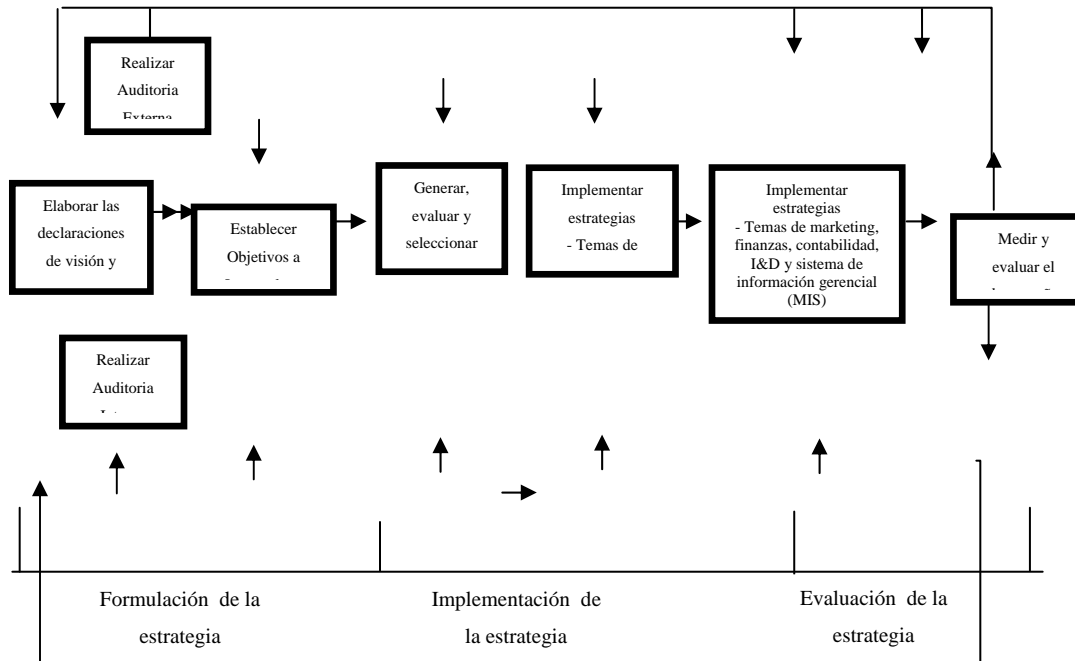 Realizar
Auditoria
Externa
Elaborar las
declaraciones
de visión y
Establecer
Objetivos a
Generar,
evaluar y
seleccionar
Implementar
estrategias
- Temas de
Implementar
estrategias
- Temas de marketing,
finanzas, contabilidad,
I&D y sistema de
información gerencial
(MIS)
Medir y
evaluar el
Realizar
Auditoria
Formulación de la
estrategia
Implementación de
la estrategia
Evaluación de la
estrategia